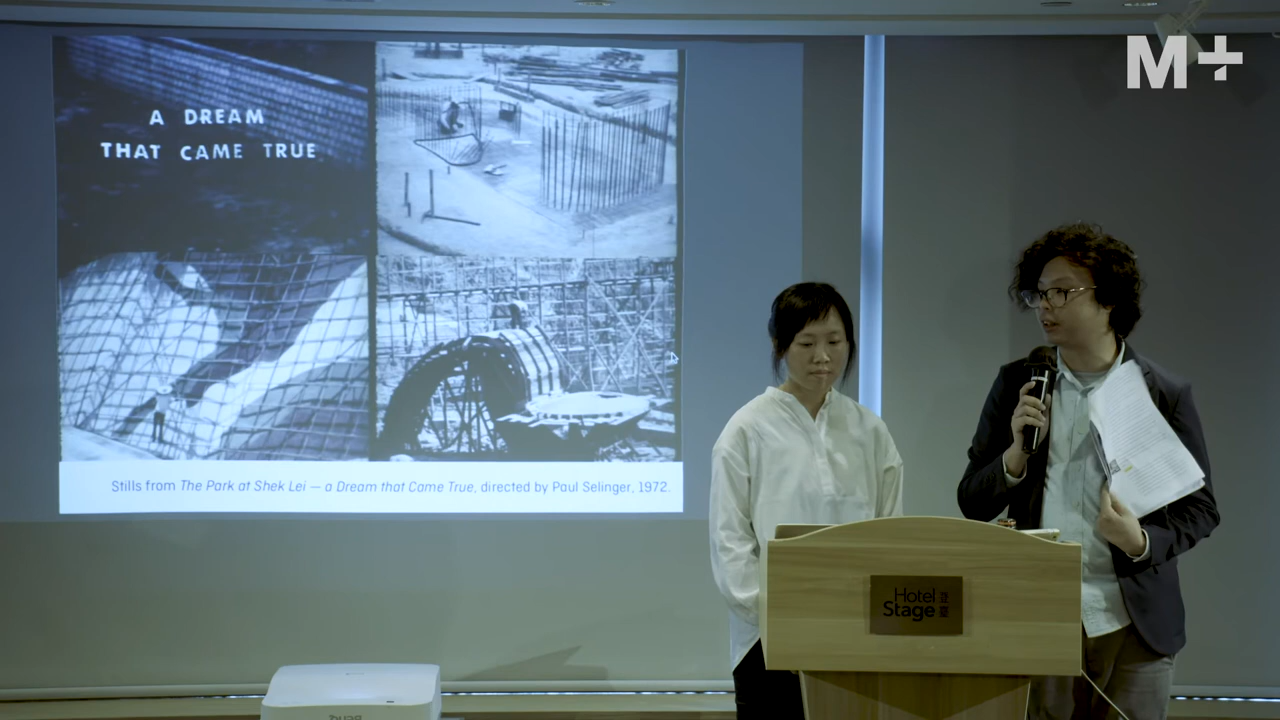 M+
A DREAM
THAT CAME TRUE
Stills from The Park at Shek Lei — a Dream that Came True, directed by Paul Selinger, 1972.
Hotel
Stage
BenQ